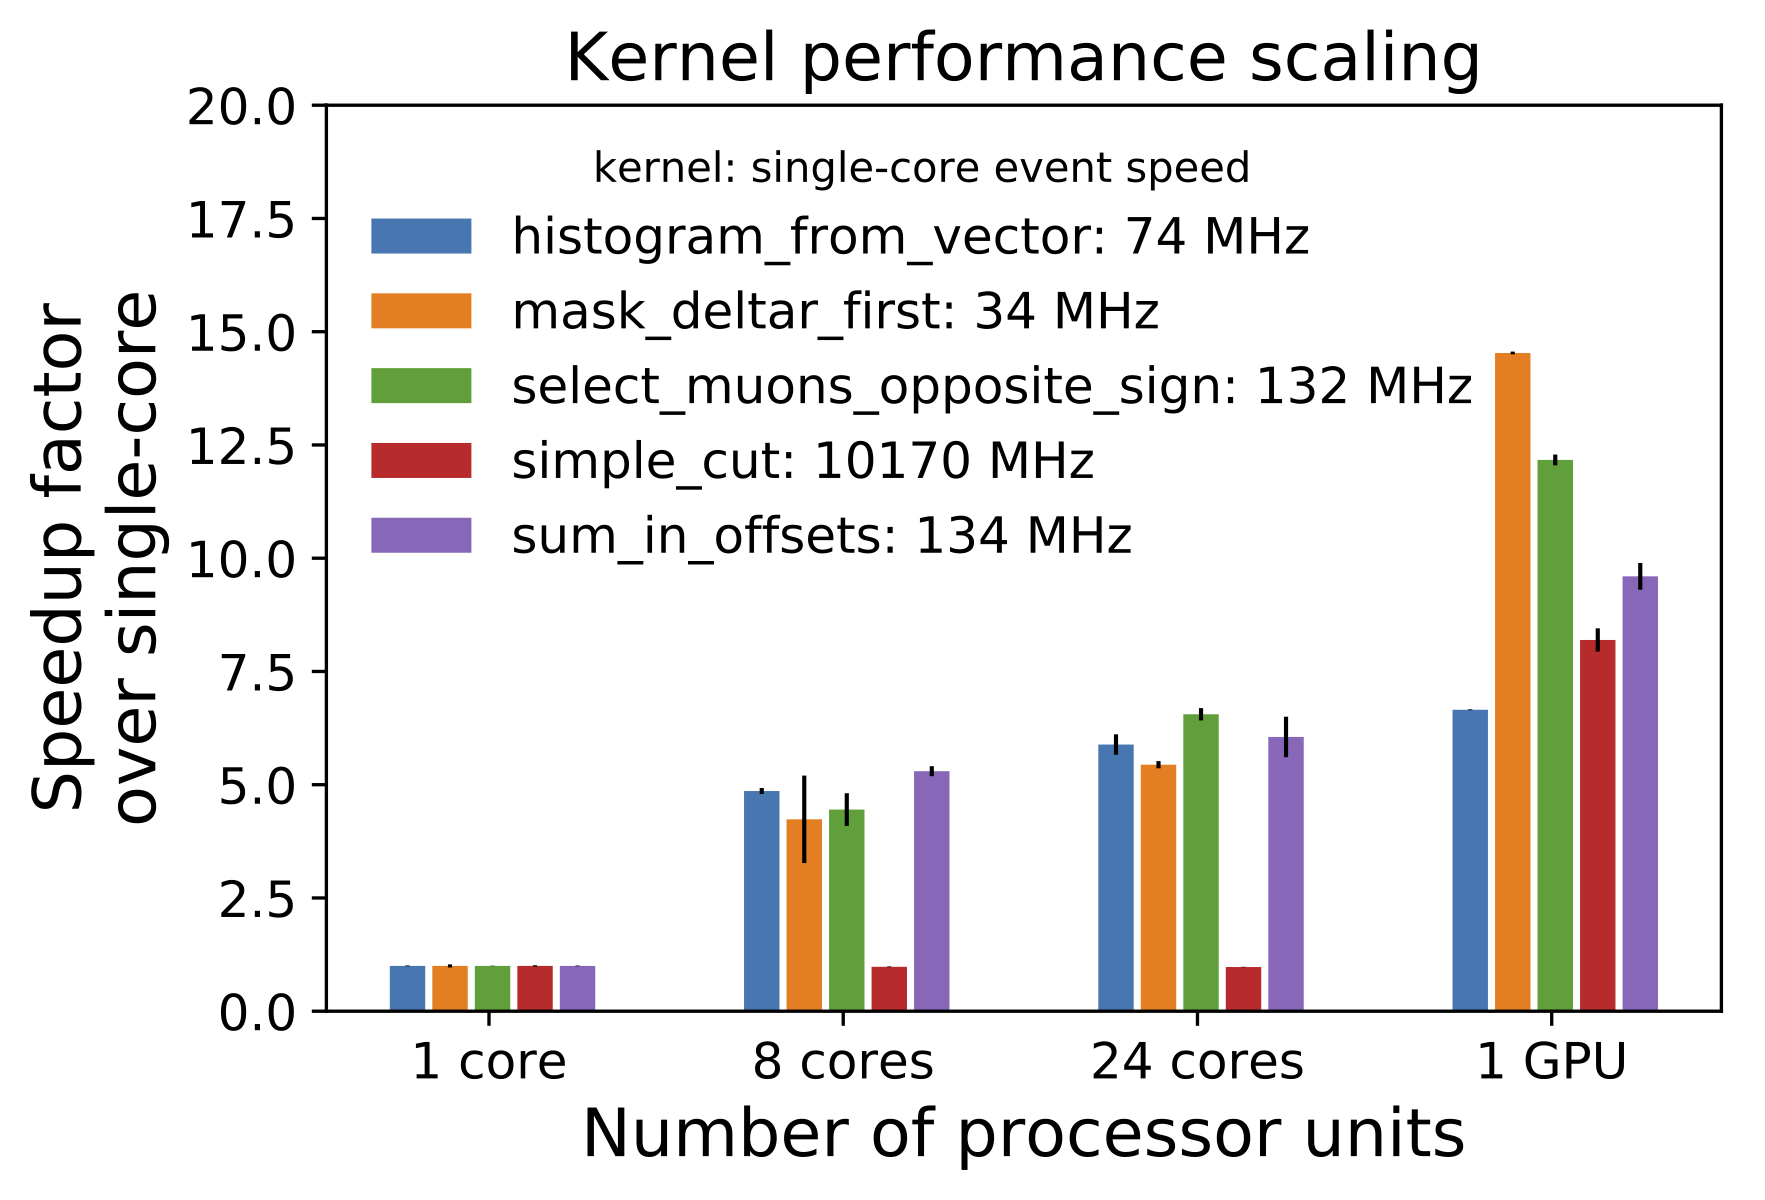 Kernel performance scaling
20.0
17.5
15.0
12.5
10.0
7.5
5.0
2.5
0.0
Speedup factor
over single-core
kernel: single-core event speed
histogram_from_vector: 74 MHz
mask_deltar_first: 34 MHz
select_muons_opposite_sign: 132 MHz
simple_cut: 10170 MHz
sum_in_offsets: 134 MHz
1 core
8 cores
24 cores
1 GPU
Number of processor units